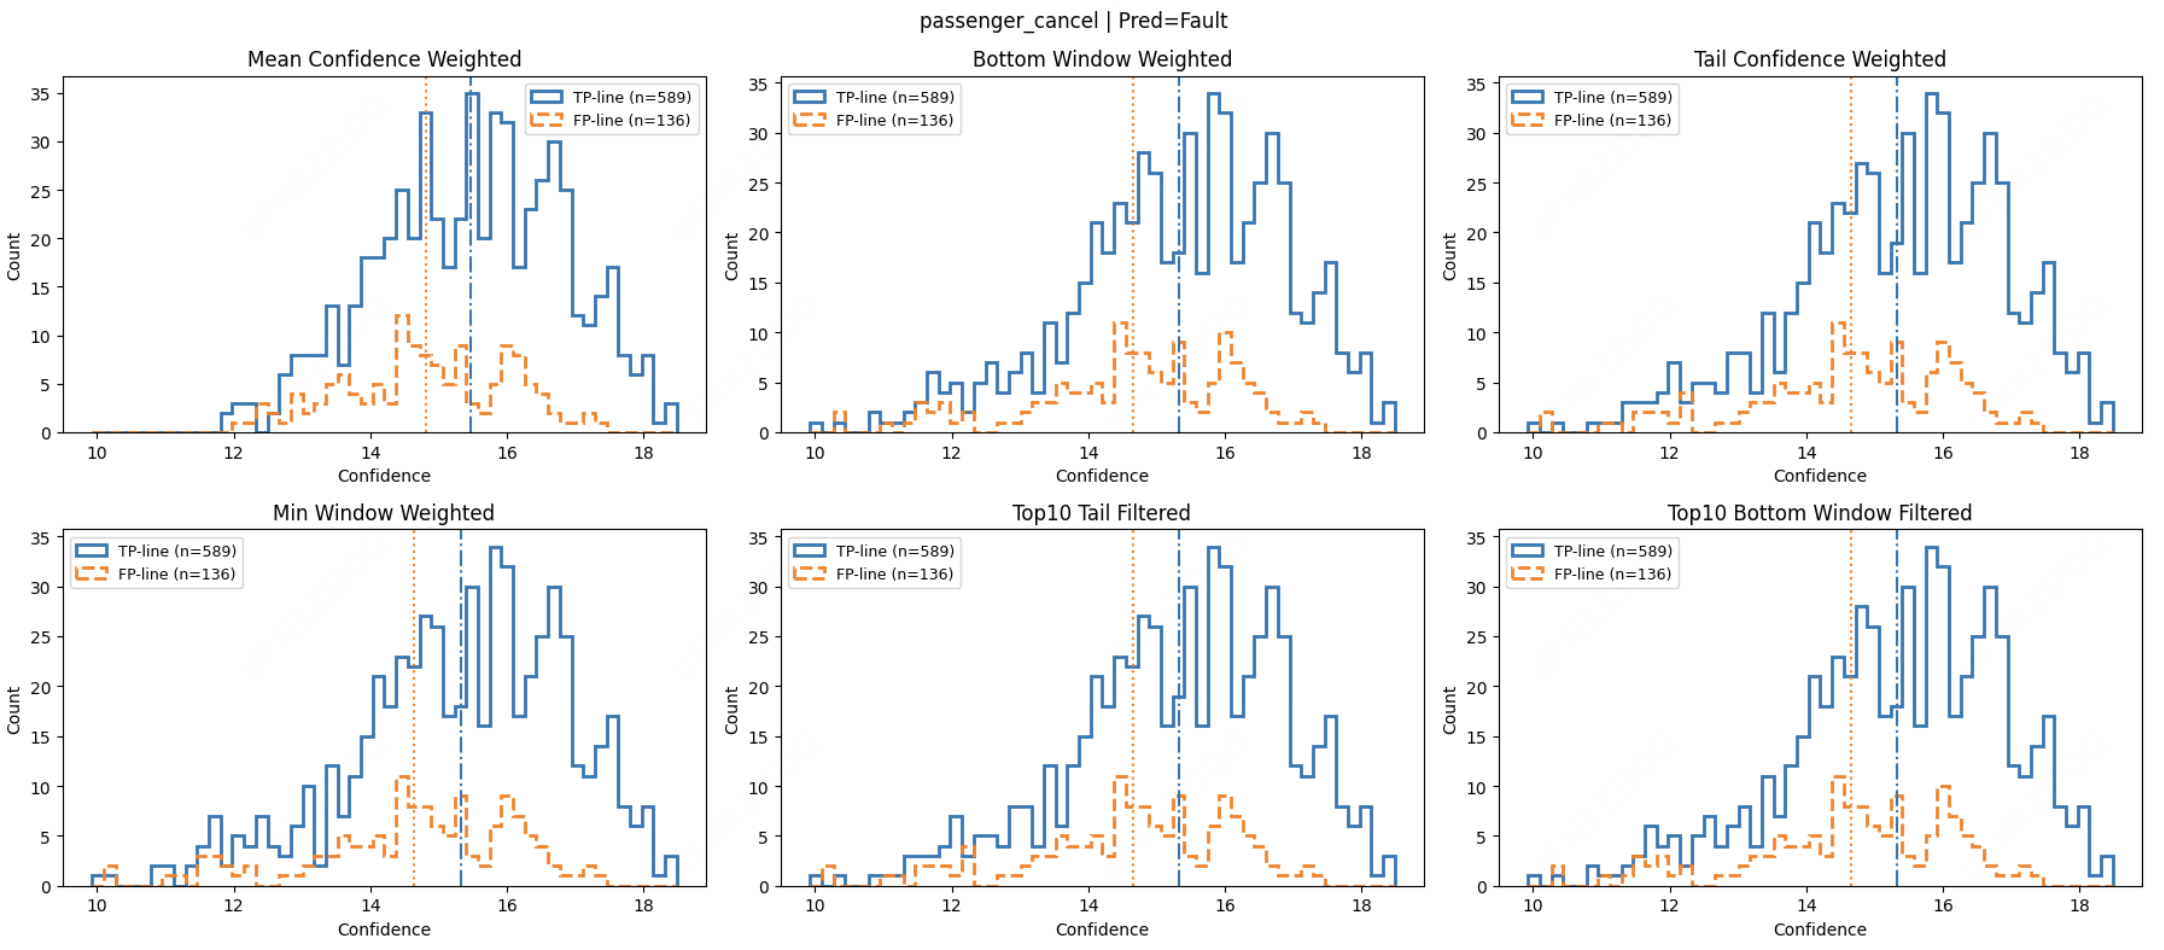 passenger_cancel | Pred=Fault
Mean Confidence Weighted
35
30
25
20
15
10
5
0
Count
TP-line (n=589)
FP-line (n=136)
10 12 14 16 18
Confidence
Bottom Window Weighted
35
30
25
20
15
10
5
0
Count
TP-line (n=589)
FP-line (n=136)
10 12 14 16 18
Confidence
Tail Confidence Weighted
35
30
25
20
15
10
5
0
Count
TP-line (n=589)
FP-line (n=136)
10 12 14 16 18
Confidence
Min Window Weighted
35
30
25
20
15
10
5
0
Count
TP-line (n=589)
FP-line (n=136)
10 12 14 16 18
Confidence
Top10 Tail Filtered
35
30
25
20
15
10
5
0
Count
TP-line (n=589)
FP-line (n=136)
10 12 14 16 18
Confidence
Top10 Bottom Window Filtered
35
30
25
20
15
10
5
0
Count
TP-line (n=589)
FP-line (n=136)
10 12 14 16 18
Confidence